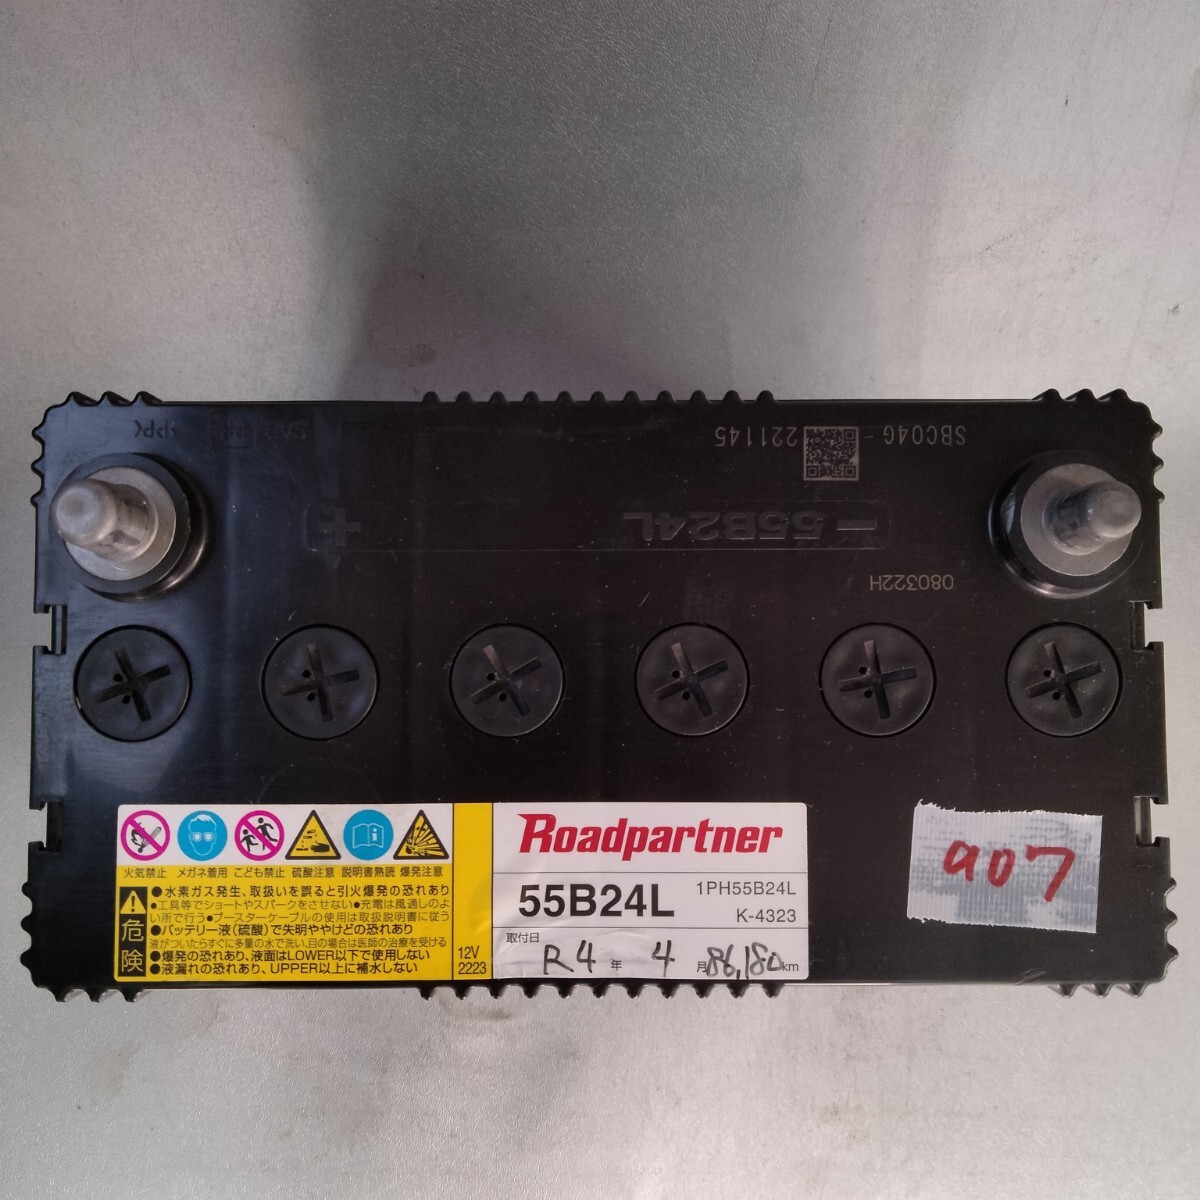 SBC04G-221145
55B24L
080322H
火気禁止 メガネ着用 こども禁止 硫酸注意 説明書熟読 爆発注意
危険
●水素ガス発生、取扱いを誤ると引火爆発の恐れあり
●工具等でショートやスパークをさせない●充電は風通しのよ
い所で行う●ブースターケーブルの使用は取扱説明書に従う
●バッテリー液(硫酸)で失明ややけどの恐れあり
液がついたらすぐに多量の水で洗い、目の場合は医師の治療を受ける
●爆発の恐れあり、液面はLOWER以下で使用しない
●液漏れの恐れあり、UPPER以上に補水しない
12V
2223
Roadpartner
55B24L
1PH55B24L
K-4323
取付日
R4年 4月 86,180km
907